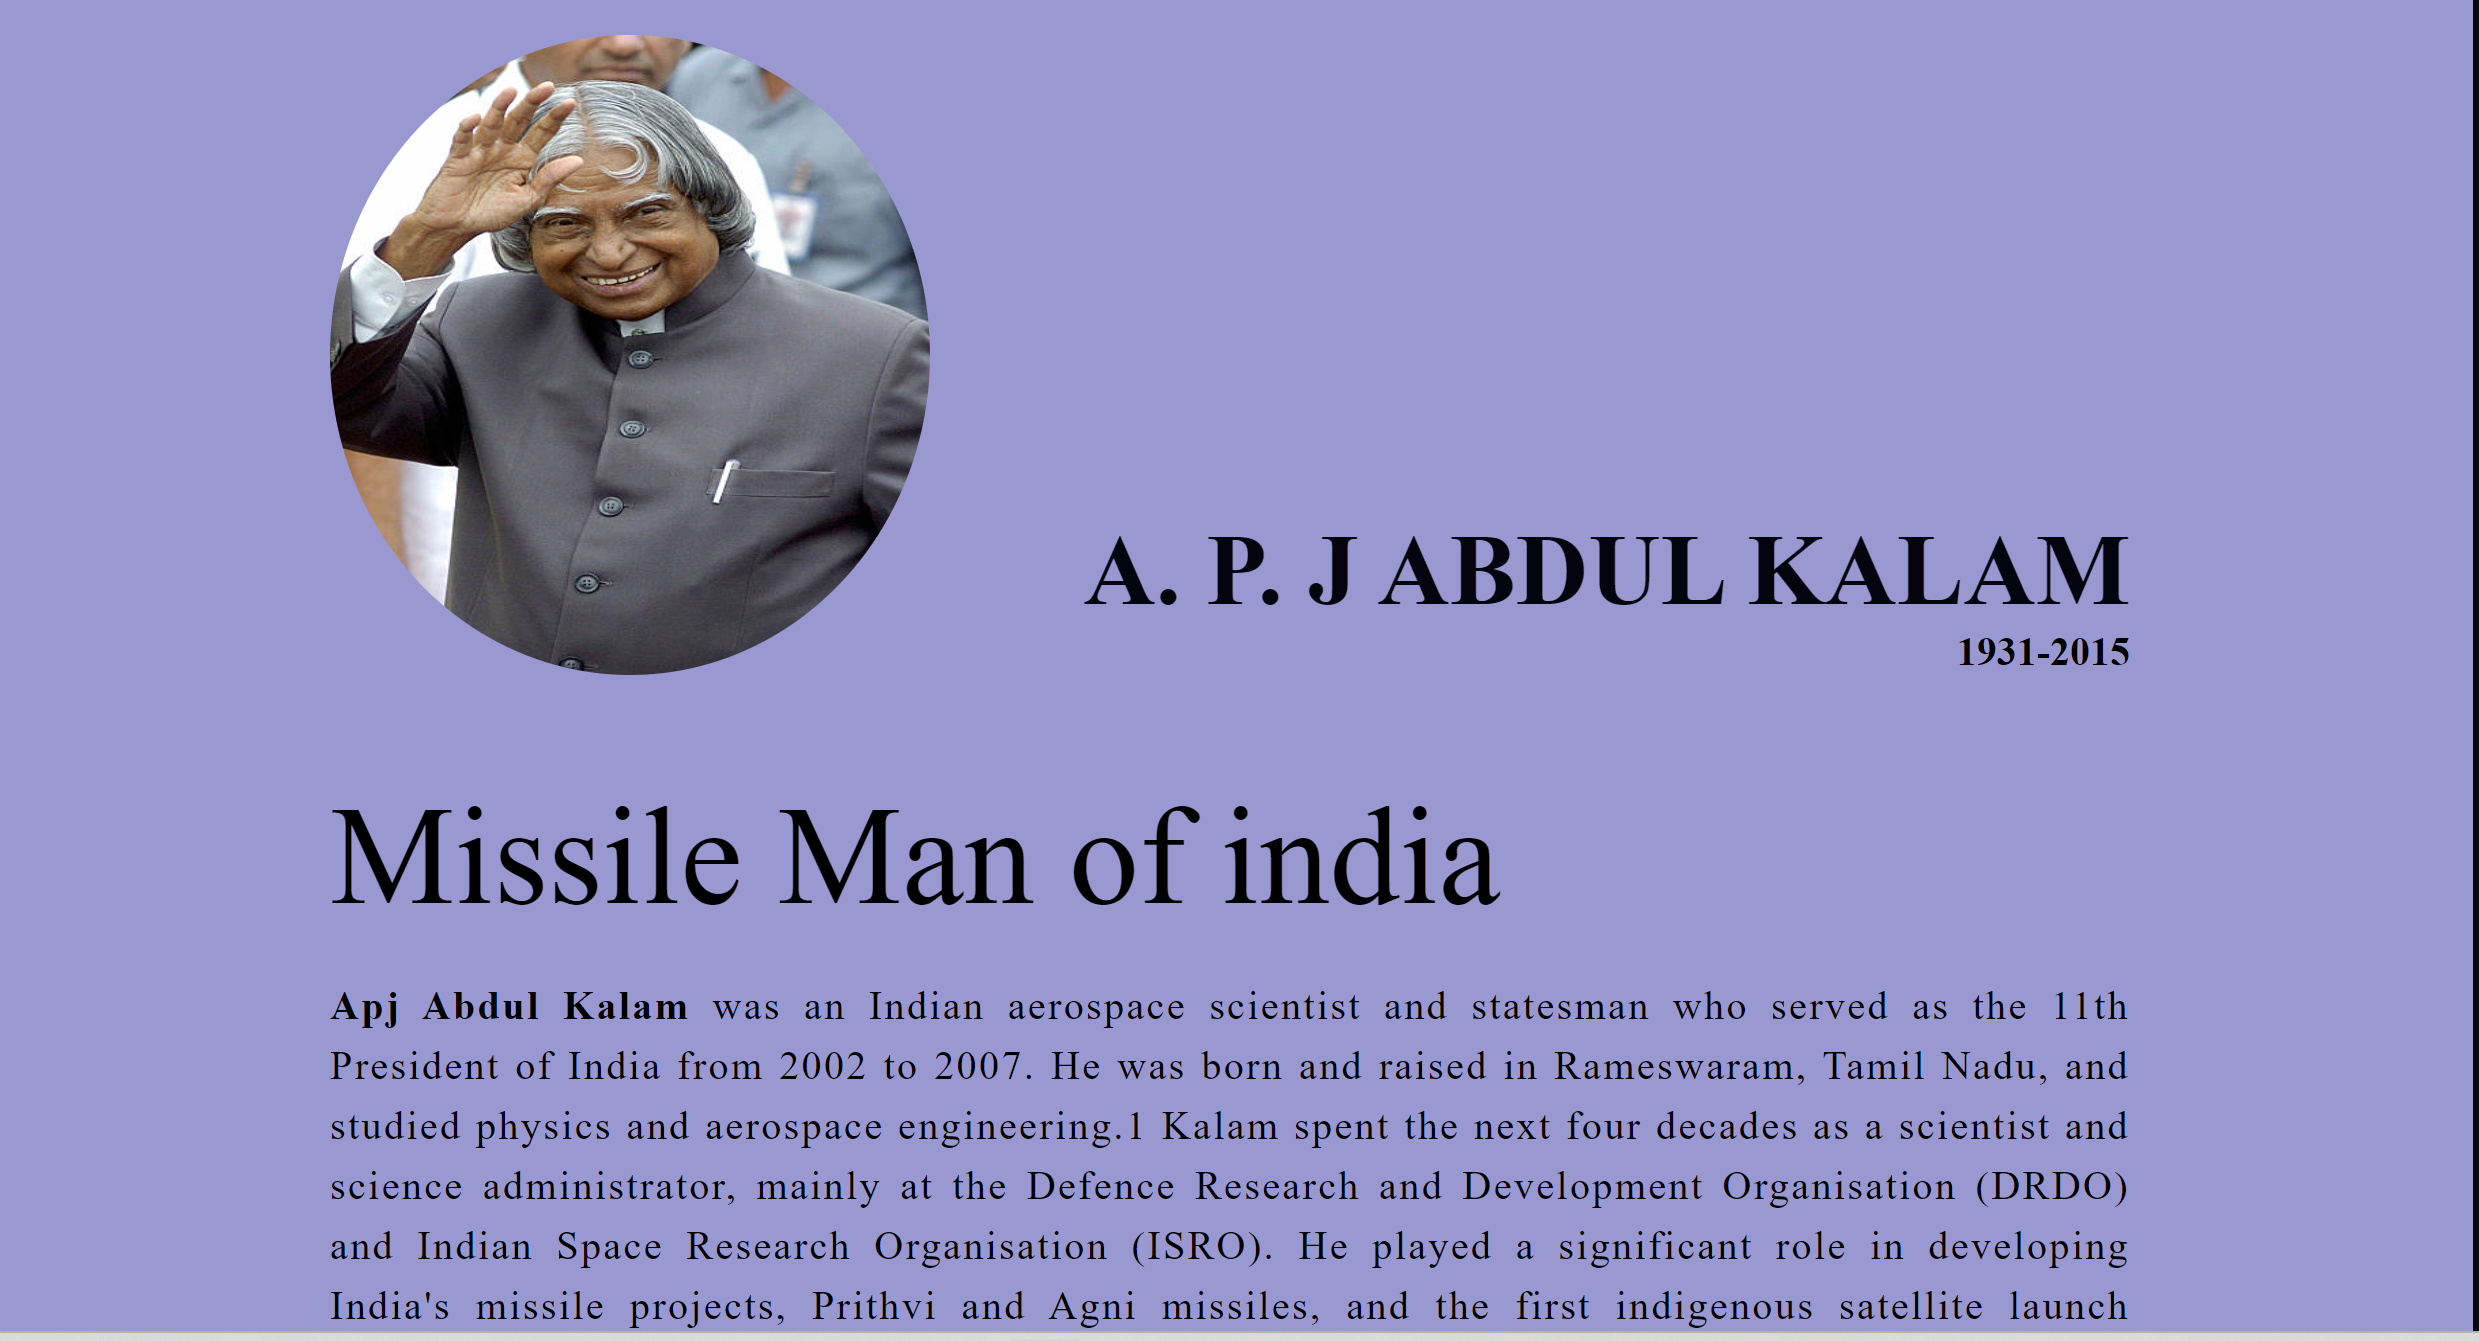 A. P. J ABDUL KALAM
1931-2015
Missile Man of india
Apj Abdul Kalam was an Indian aerospace scientist and statesman who served as the 11th
President of India from 2002 to 2007. He was born and raised in Rameswaram, Tamil Nadu, and
studied physics and aerospace engineering.1 Kalam spent the next four decades as a scientist and
science administrator, mainly at the Defence Research and Development Organisation (DRDO)
and Indian Space Research Organisation (ISRO). He played a significant role in developing
India's missile projects, Prithvi and Agni missiles, and the first indigenous satellite launch